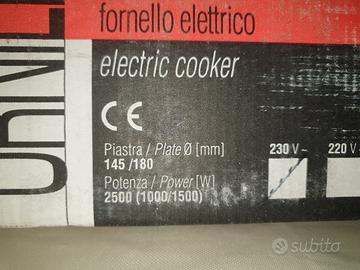 fornello elettrico
electric cooker
CE
Piastra / Plate Ø [mm]
145 /180
230 V~
220 V~
Potenza / Power [W]
2500 (1000/1500)
subito